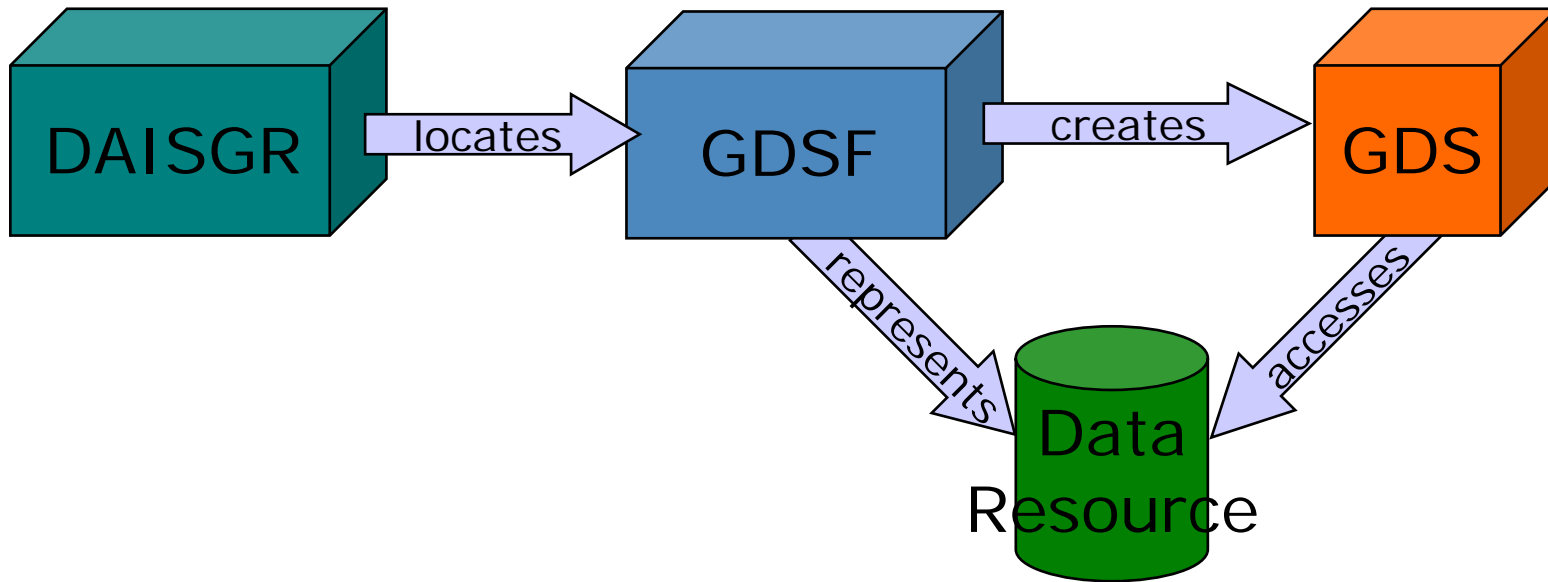 DAISGR
locates
GDSF
creates
GDS
represents
accesses
Data
Resource